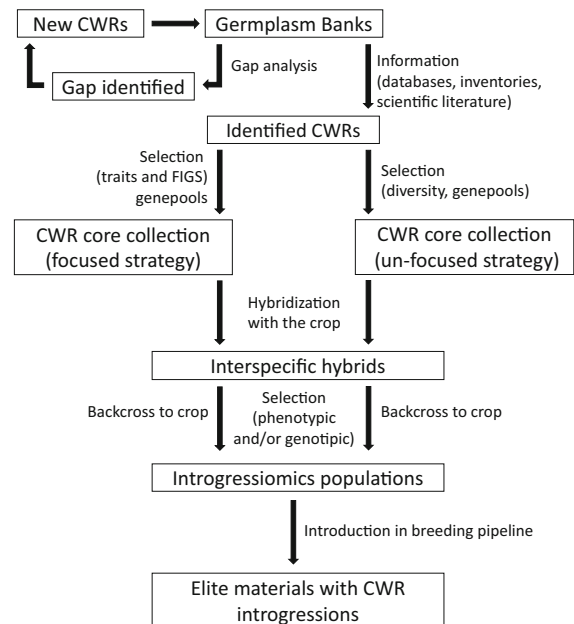 New CWRs
Germplasm Banks
Gap analysis
Gap identified
Information
(databases, inventories,
scientific literature)
Identified CWRs
Selection
(traits and FIGS)
genepools
Selection
(diversity, genepools)
CWR core collection
(focused strategy)
CWR core collection
(un-focused strategy)
Hybridization
with the crop
Interspecific hybrids
Backcross to crop
Selection
(phenotypic
and/or genotipic)
Backcross to crop
Introgressiomics populations
Introduction in breeding pipeline
Elite materials with CWR
introgressions